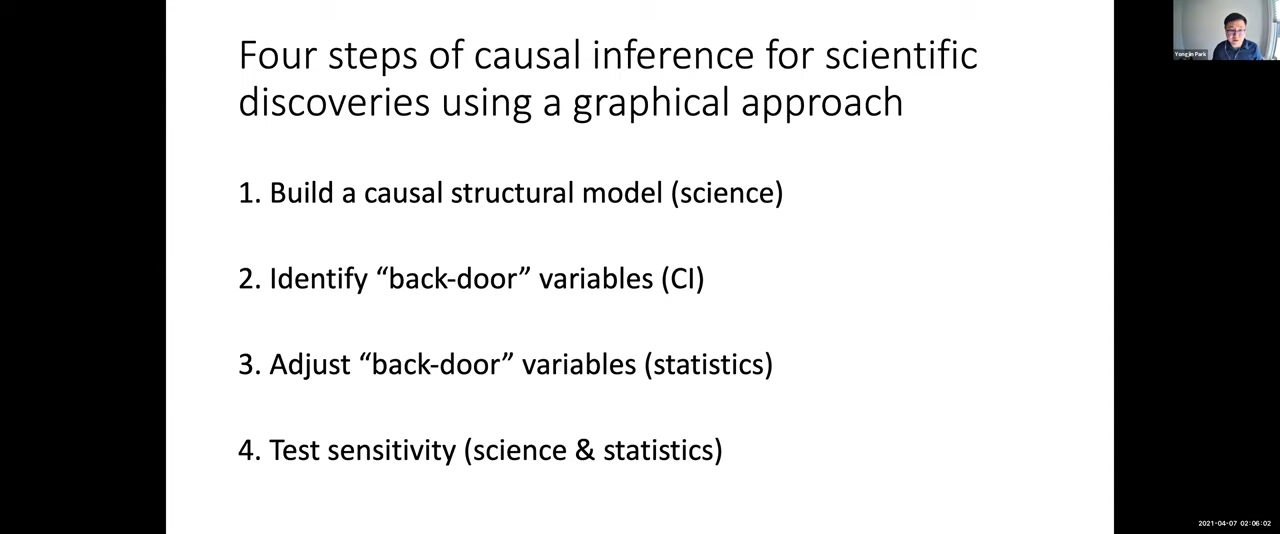 Four steps of causal inference for scientific
discoveries using a graphical approach
1. Build a causal structural model (science)
2. Identify “back-door” variables (CI)
3. Adjust “back-door” variables (statistics)
4. Test sensitivity (science & statistics)
Yongjin Park
2021-04-07 02:06:02